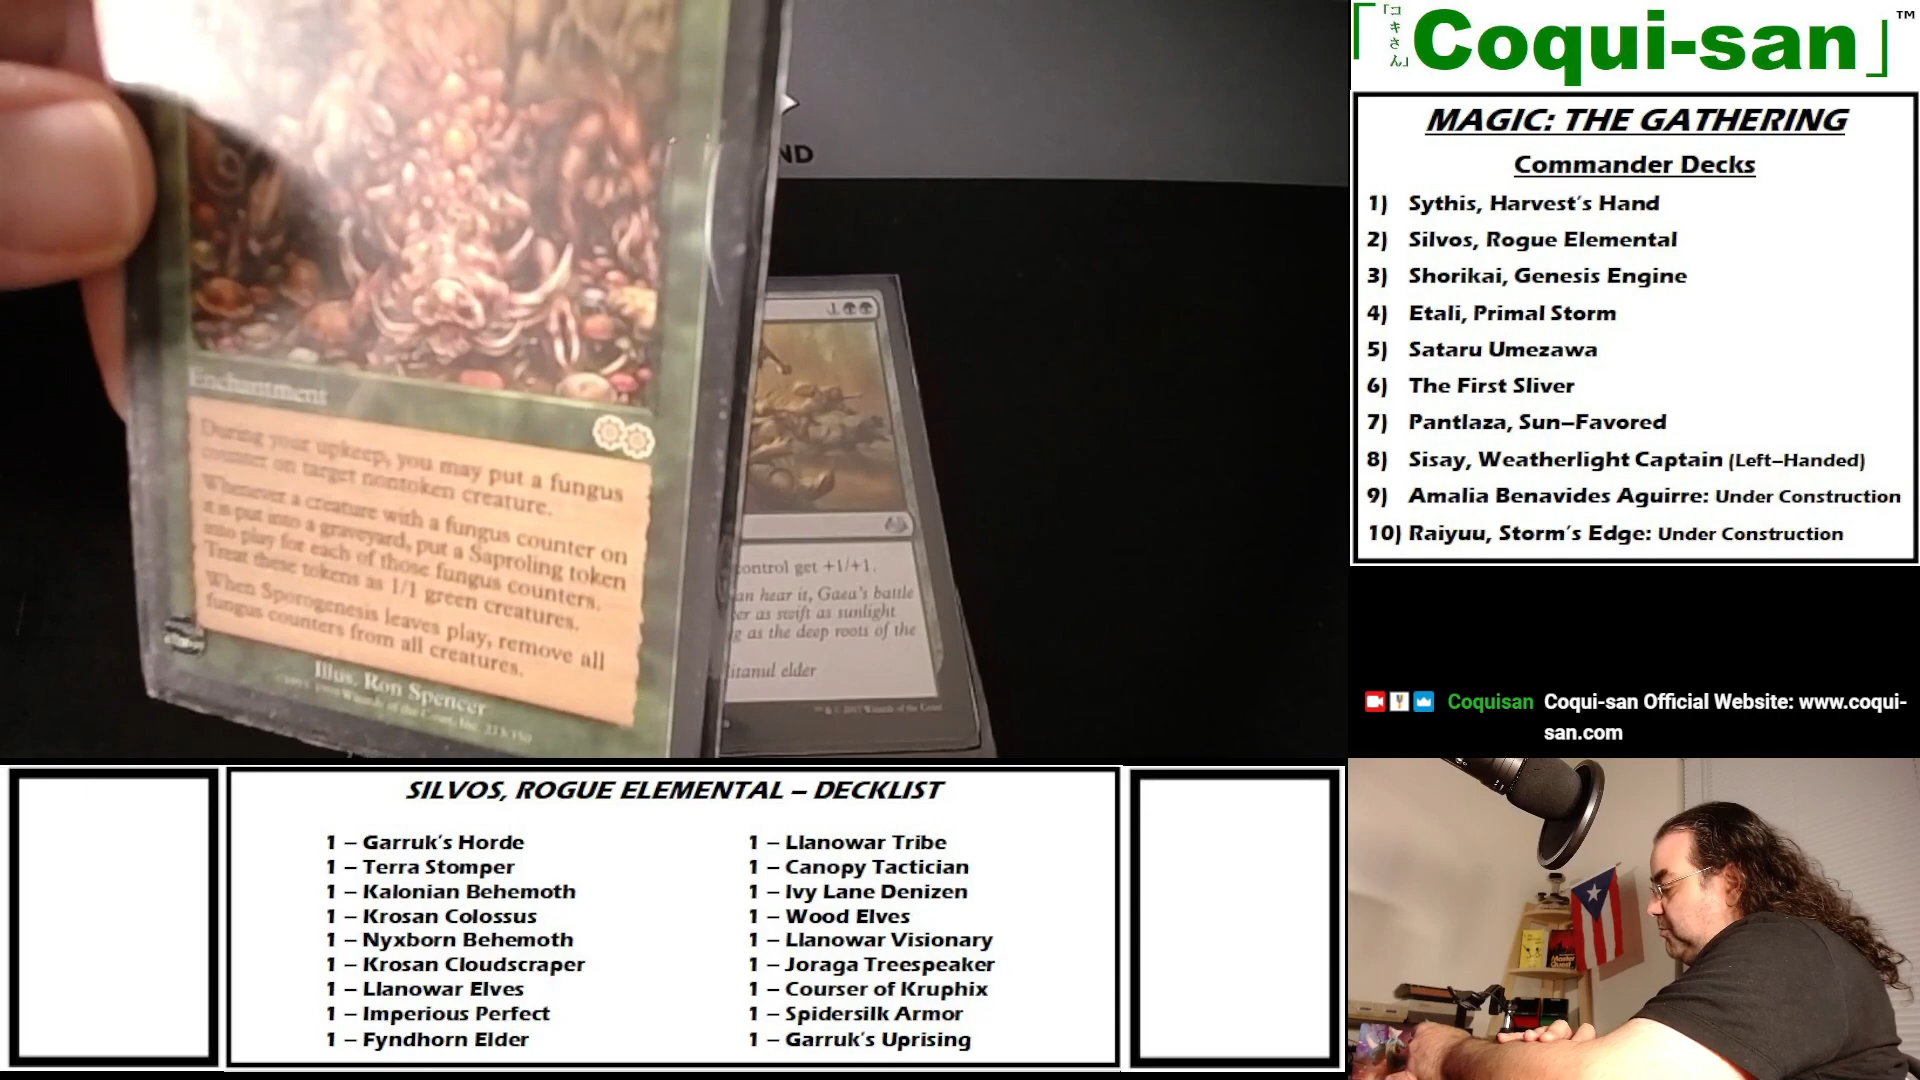 ND
Enchantment
During your upkeep, you may put a fungus
counter on target nontoken creature.
Whenever a creature with a fungus counter on
it is put into a graveyard, put a Saproling token
into play for each of those fungus counters.
Treat these tokens as 1/1 green creatures.
When Sporogenesis leaves play, remove all
fungus counters from all creatures.
Illus. Ron Spencer
1
control get +1/+1.
an hear it, Gaea's battle
er as swift as sunlight
g as the deep roots of the
itanul elder
「コキさん」
「Coqui-san」™
MAGIC: THE GATHERING
Commander Decks
1) Sythis, Harvest's Hand
2) Silvos, Rogue Elemental
3) Shorikai, Genesis Engine
4) Etali, Primal Storm
5) Sataru Umezawa
6) The First Sliver
7) Pantlaza, Sun–Favored
8) Sisay, Weatherlight Captain (Left–Handed)
9) Amalia Benavides Aguirre: Under Construction
10) Raiyuu, Storm's Edge: Under Construction
Coquisan Coqui-san Official Website: www.coqui-
san.com
SILVOS, ROGUE ELEMENTAL – DECKLIST
1 – Garruk's Horde
1 – Terra Stomper
1 – Kalonian Behemoth
1 – Krosan Colossus
1 – Nyxborn Behemoth
1 – Krosan Cloudscraper
1 – Llanowar Elves
1 – Imperious Perfect
1 – Fyndhorn Elder
1 – Llanowar Tribe
1 – Canopy Tactician
1 – Ivy Lane Denizen
1 – Wood Elves
1 – Llanowar Visionary
1 – Joraga Treespeaker
1 – Courser of Kruphix
1 – Spidersilk Armor
1 – Garruk's Uprising